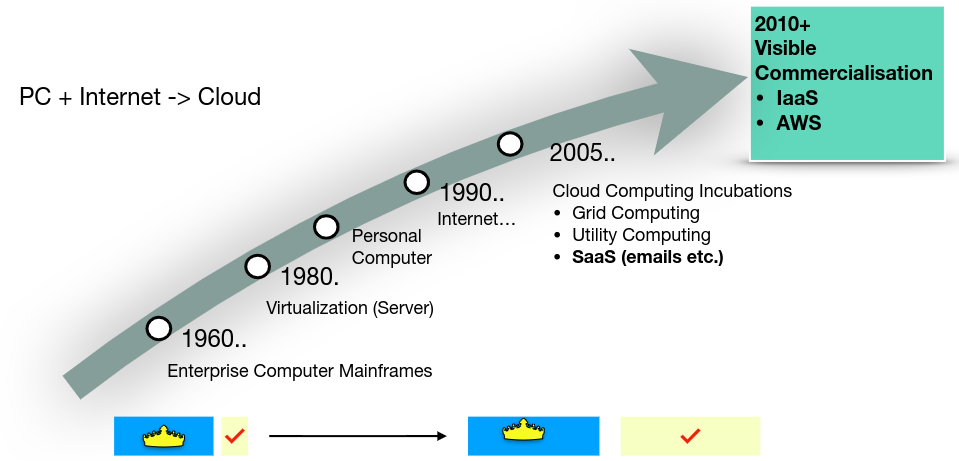 PC + Internet -> Cloud
2010+
Visible
Commercialisation
• IaaS
• AWS
2005..
Cloud Computing Incubations
• Grid Computing
• Utility Computing
• SaaS (emails etc.)
1990..
Internet…
Personal
Computer
1980.
Virtualization (Server)
1960..
Enterprise Computer Mainframes